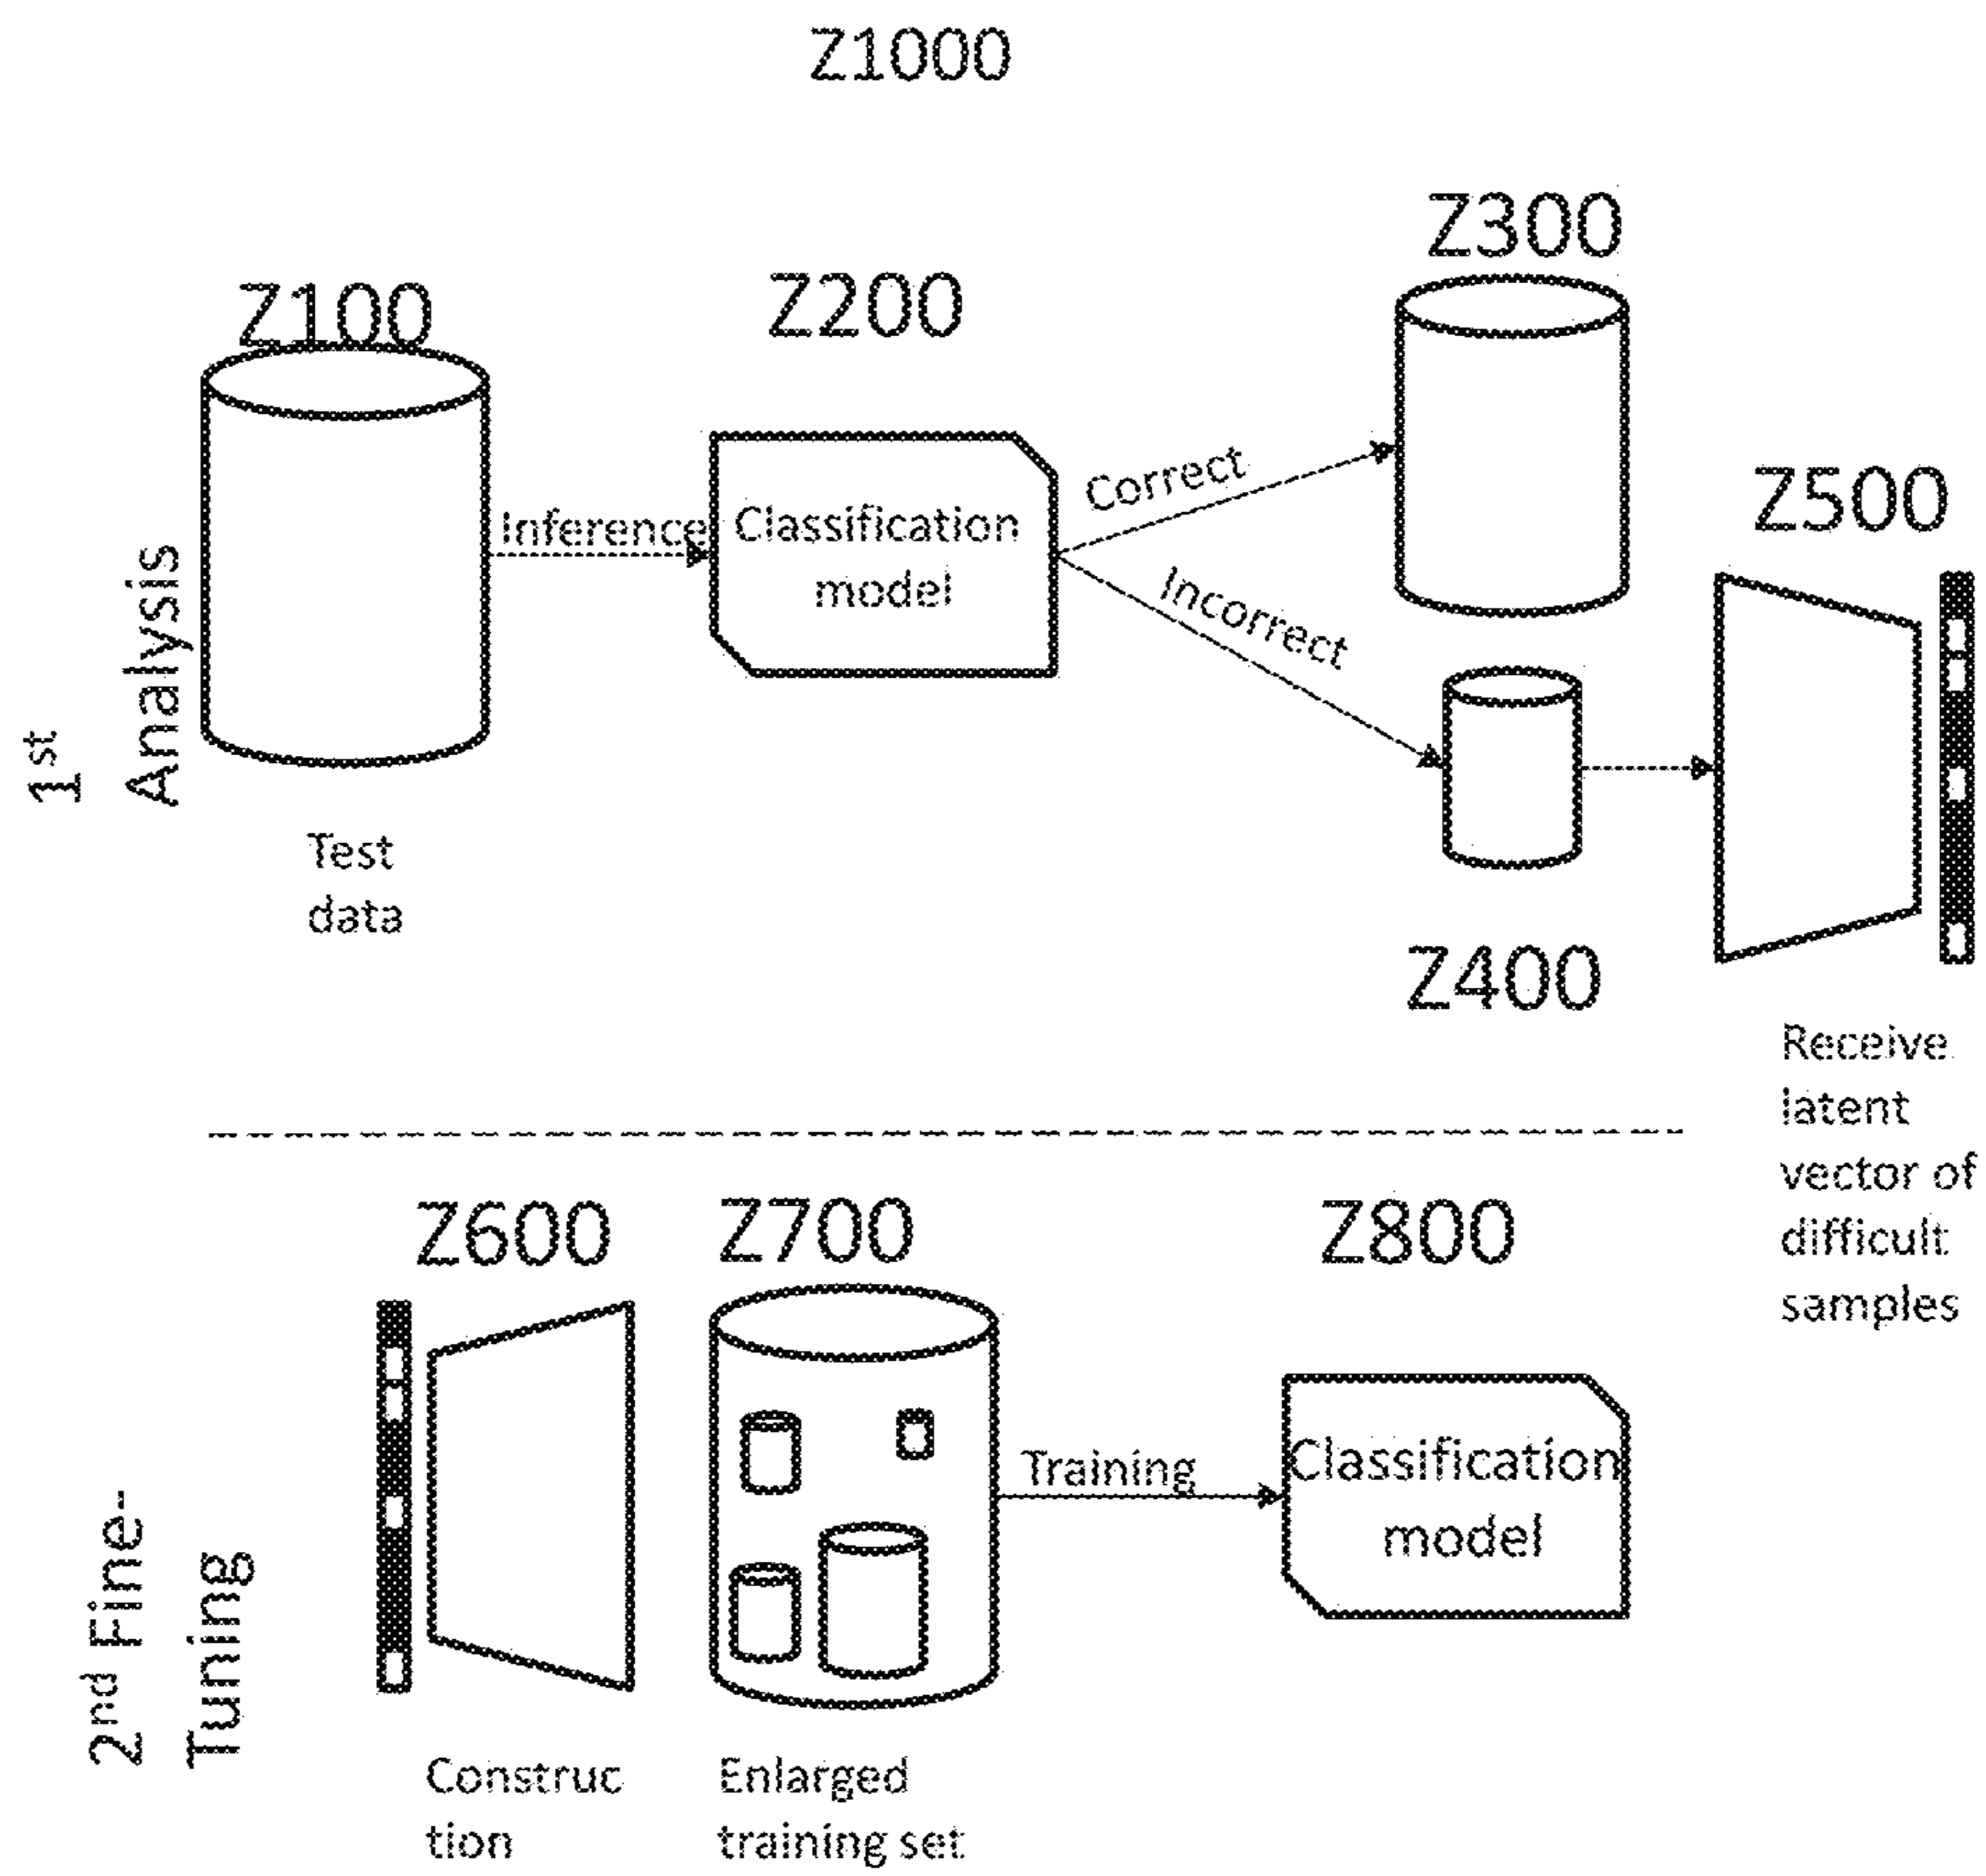 Z1000
Z300
Z100
Z200
Z500
Correct
Inference
Classification
model
Incorrect
1st
Analysis
Test
data
Z400
Receive
latent
vector of
difficult
samples
Z600
Z700
Z800
Training
Classification
model
2nd Fine-
Tuning
Construc
tion
Enlarged
training set